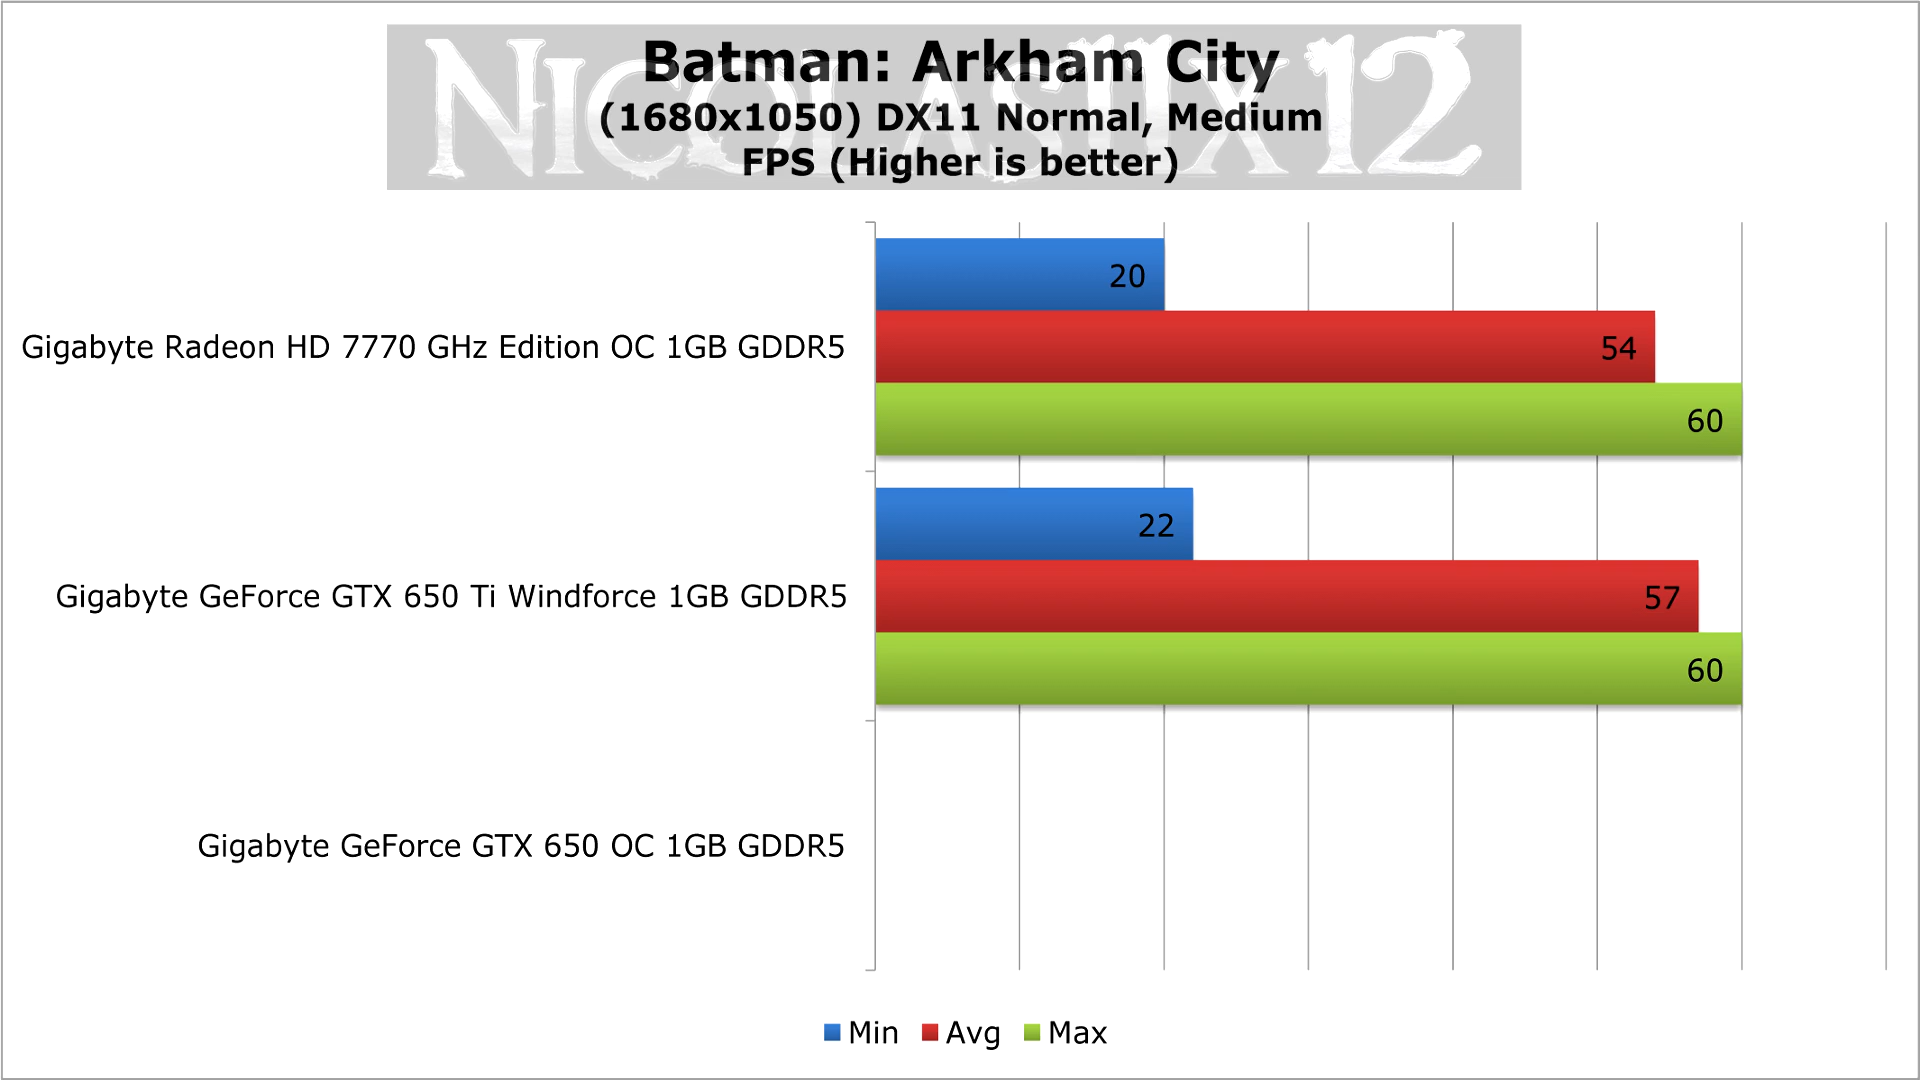 Batman: Arkham City
(1680x1050) DX11 Normal, Medium
FPS (Higher is better)
Gigabyte Radeon HD 7770 GHz Edition OC 1GB GDDR5
20
54
60
Gigabyte GeForce GTX 650 Ti Windforce 1GB GDDR5
22
57
60
Gigabyte GeForce GTX 650 OC 1GB GDDR5
Min Avg Max